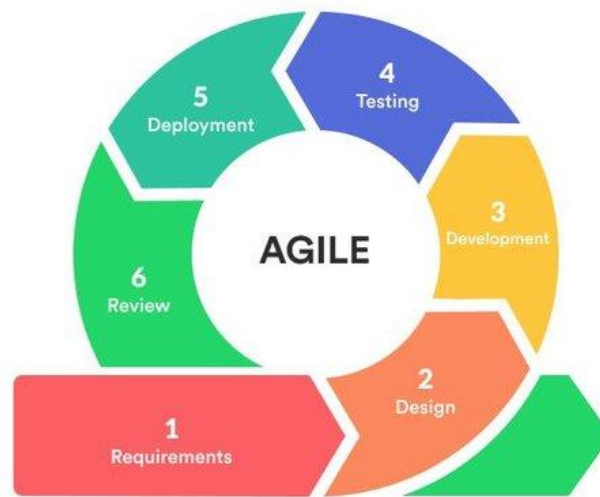 AGILE
1
Requirements
2
Design
3
Development
4
Testing
5
Deployment
6
Review